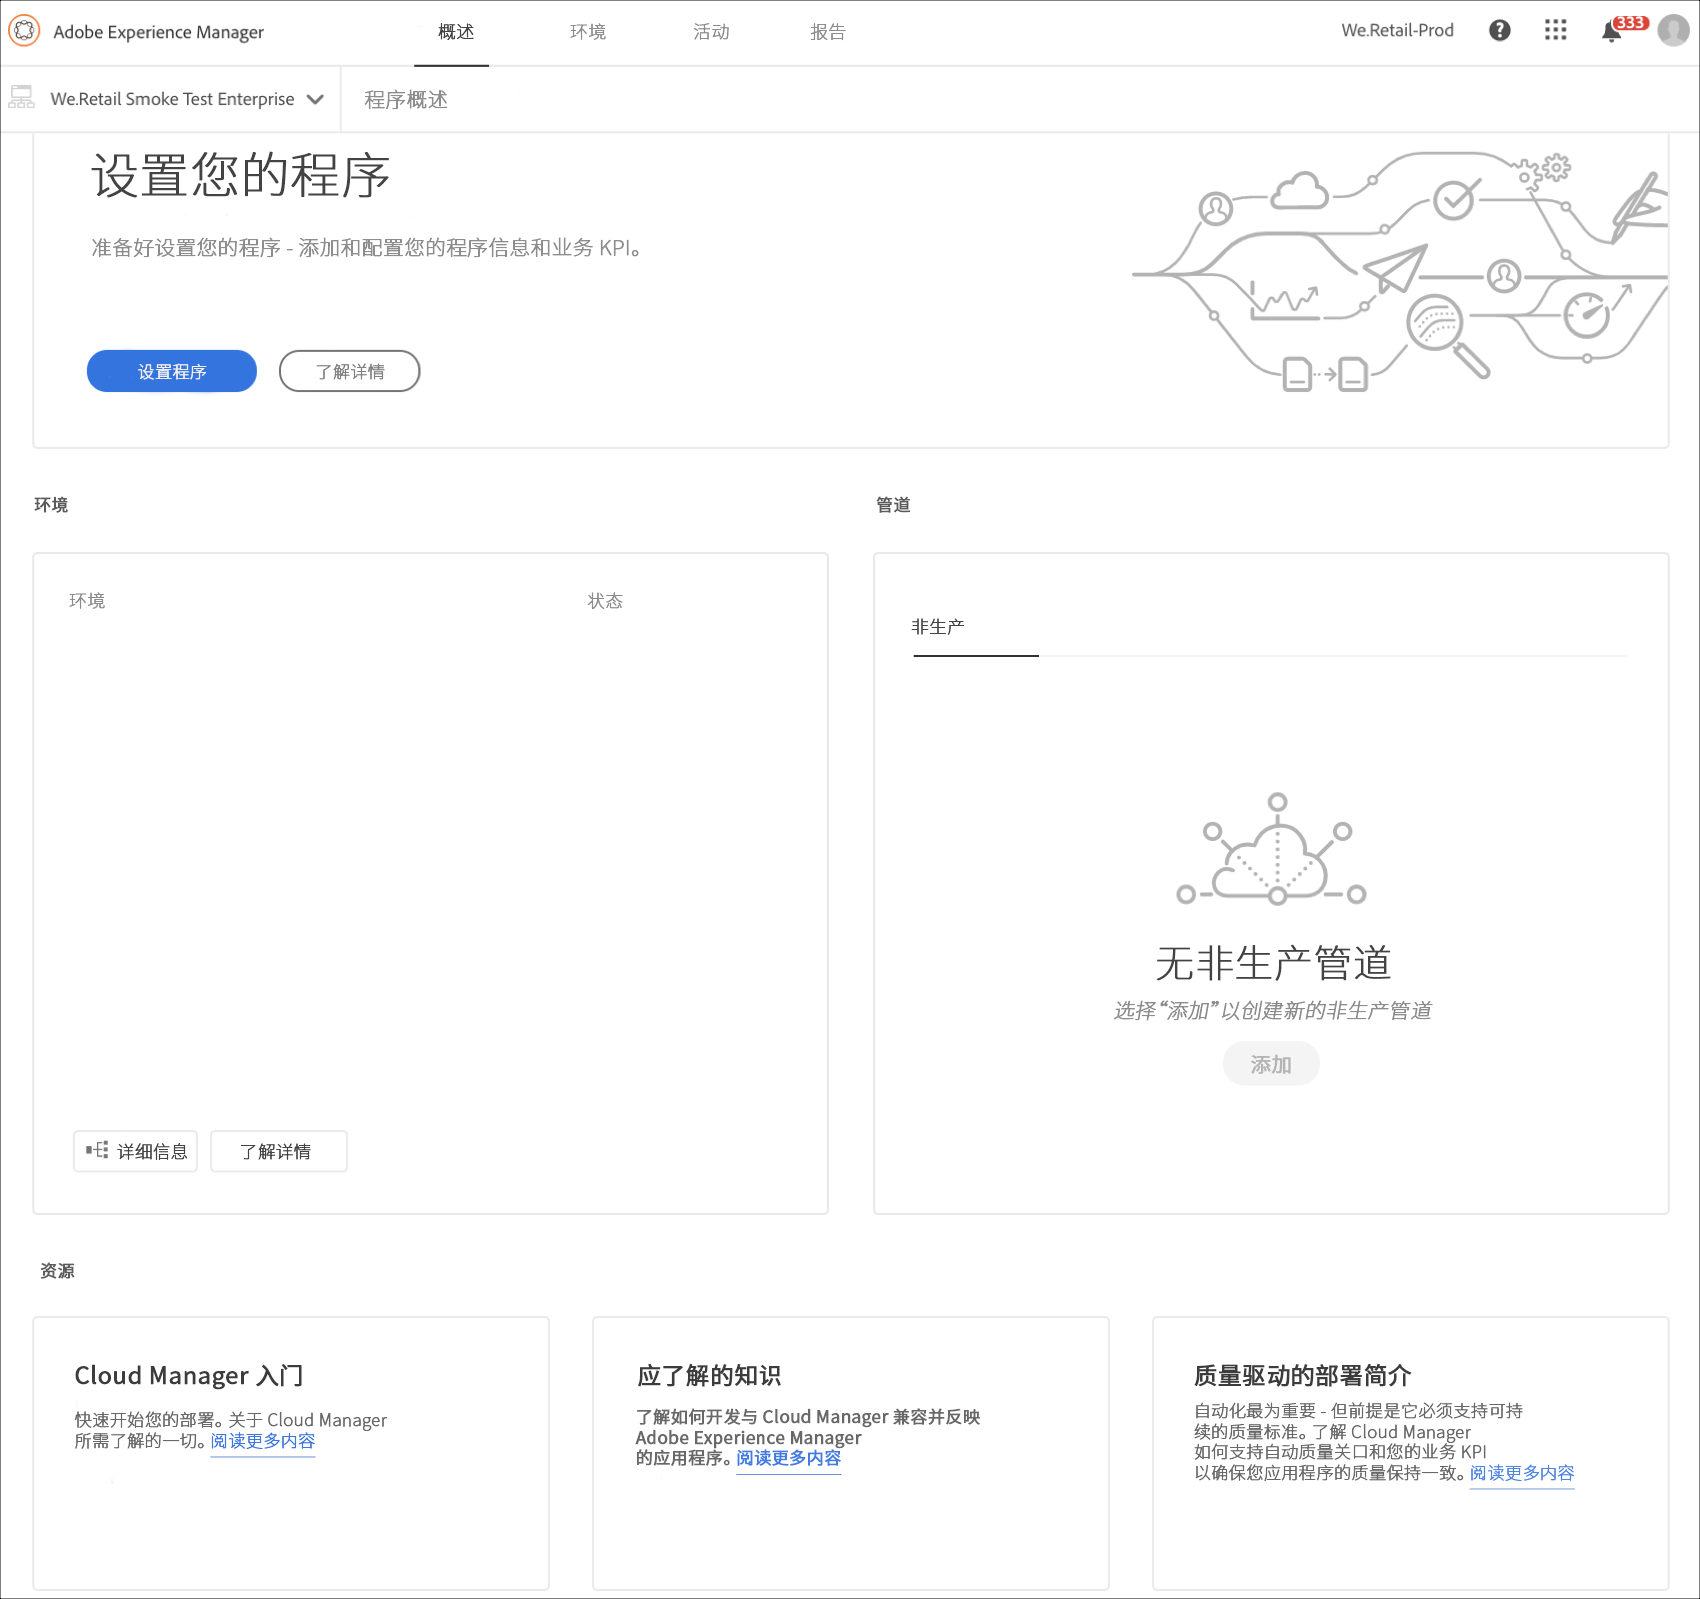 Adobe Experience Manager
概述
环境
活动
报告
We.Retail-Prod
333
We.Retail Smoke Test Enterprise
程序概述
设置您的程序
准备好设置您的程序 - 添加和配置您的程序信息和业务 KPI。
设置程序
了解详情
环境
管道
环境
状态
非生产
无非生产管道
选择“添加”以创建新的非生产管道
添加
详细信息
了解详情
资源
Cloud Manager 入门
快速开始您的部署。关于 Cloud Manager
所需了解的一切。阅读更多内容
应了解的知识
了解如何开发与 Cloud Manager 兼容并反映
Adobe Experience Manager
的应用程序。阅读更多内容
质量驱动的部署简介
自动化最为重要 - 但前提是它必须支持可持
续的质量标准。了解 Cloud Manager
如何支持自动质量关口和您的业务 KPI
以确保您应用程序的质量保持一致。阅读更多内容